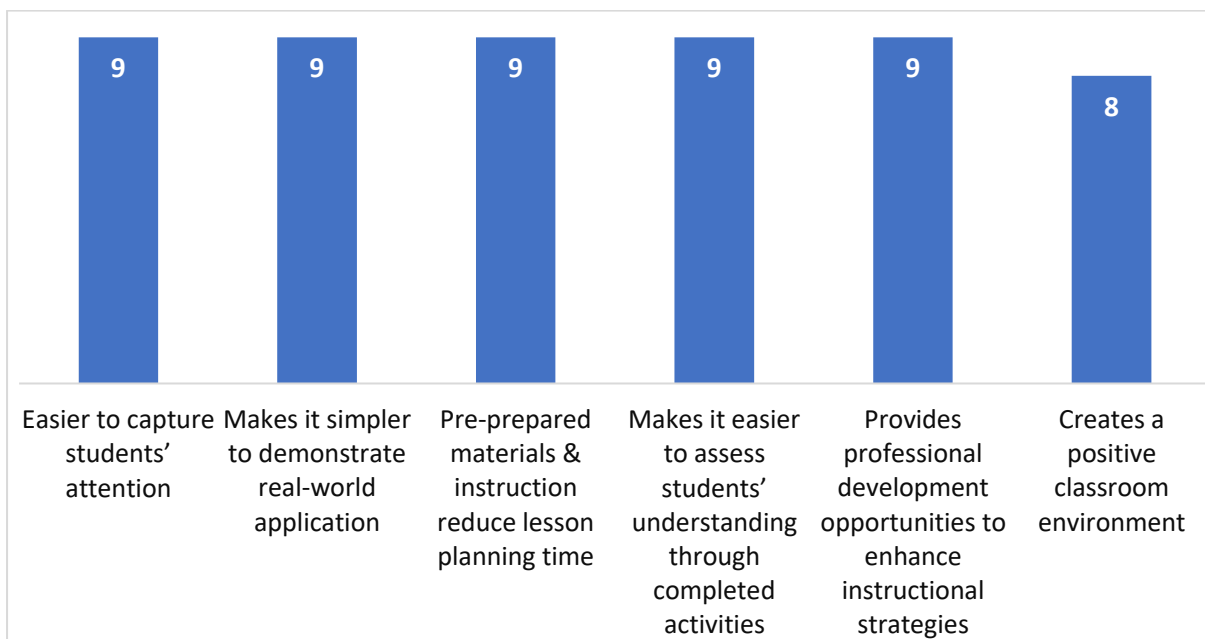 9
9
9
9
9
8
Easier to capture
students’
attention
Makes it simpler
to demonstrate
real-world
application
Pre-prepared
materials &
instruction
reduce lesson
planning time
Makes it easier
to assess
students’
understanding
through
completed
activities
Provides
professional
development
opportunities to
enhance
instructional
strategies
Creates a
positive
classroom
environment